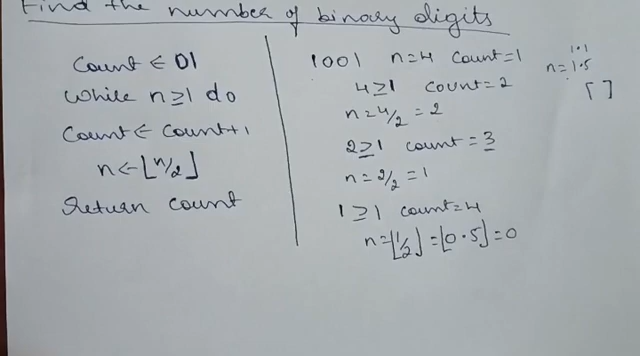 Find the number of binary digits
Count ← 01
While n≥1 do
Count ← Count+1
n ← ⌊n/2⌋
Return count
1001 n=4 Count=1
4≥1 count=2
n=4/2=2
2≥1 count=3
n=2/2=1
1≥1 count=4
n=⌊1/2⌋=⌊0.5⌋=0
1.1
n=1.5
⌈ ⌉